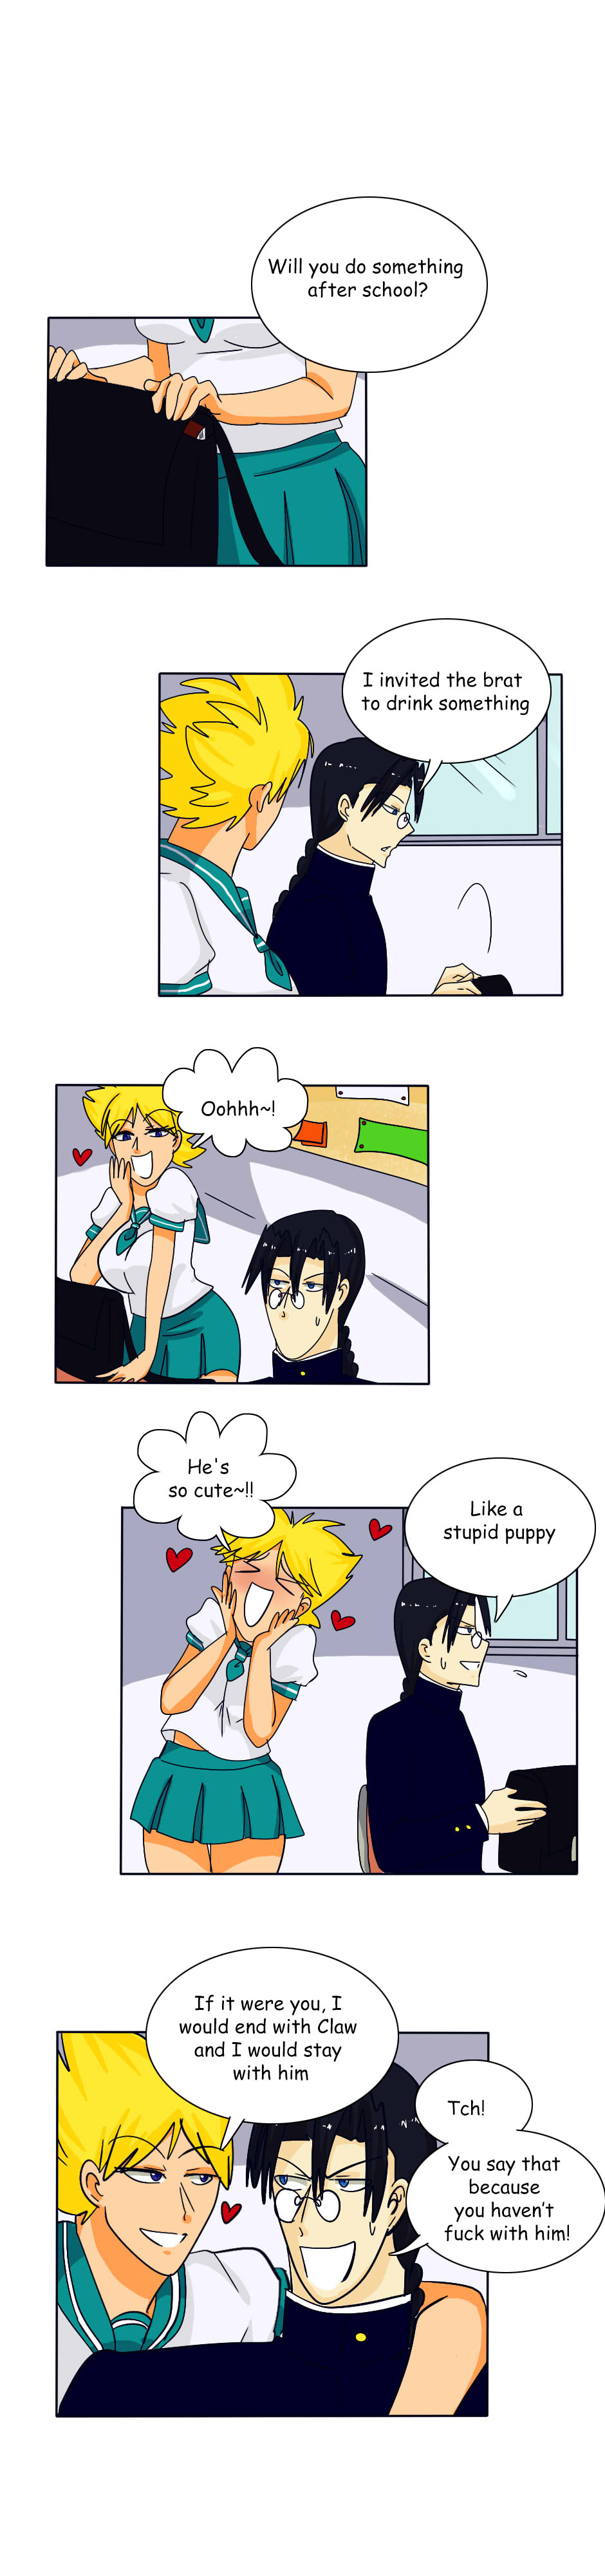 Will you do something
after school?
I invited the brat
to drink something
Oohhh~!
He's
so cute~!!
Like a
stupid puppy
If it were you, I
would end with Claw
and I would stay
with him
Tch!
You say that
because
you haven't
fuck with him!